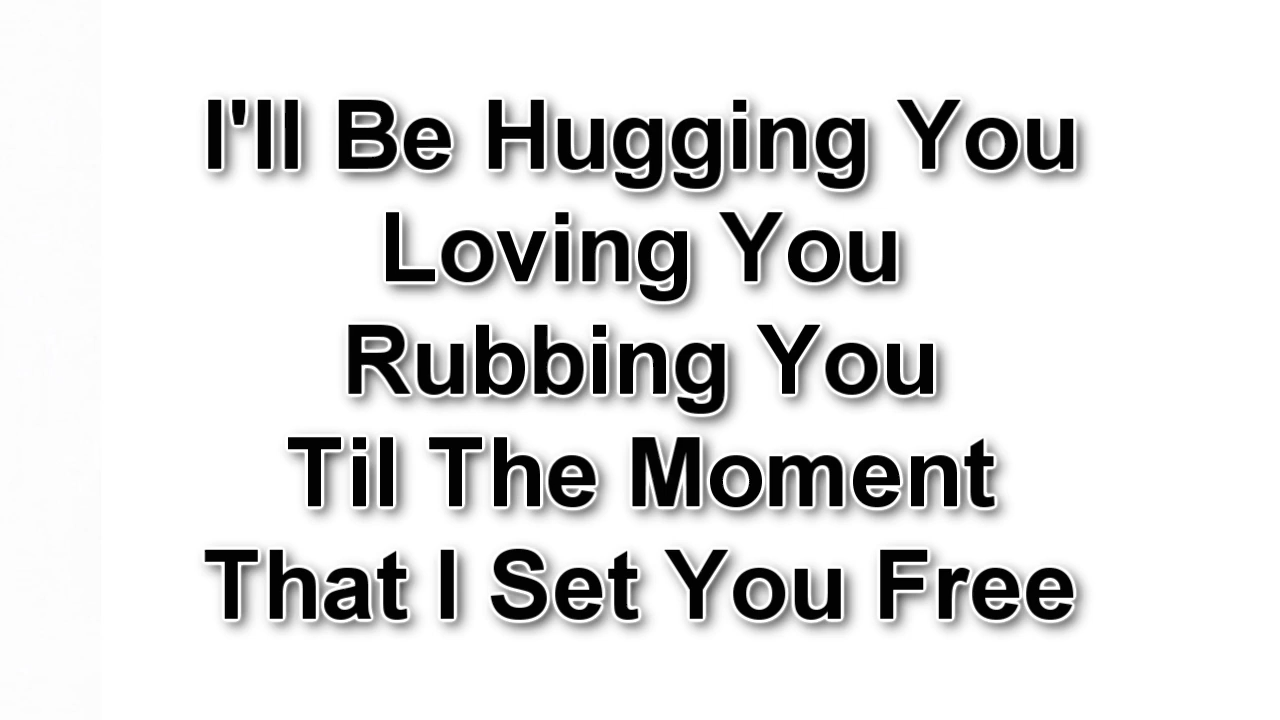 I'll Be Hugging You
Loving You
Rubbing You
Til The Moment
That I Set You Free